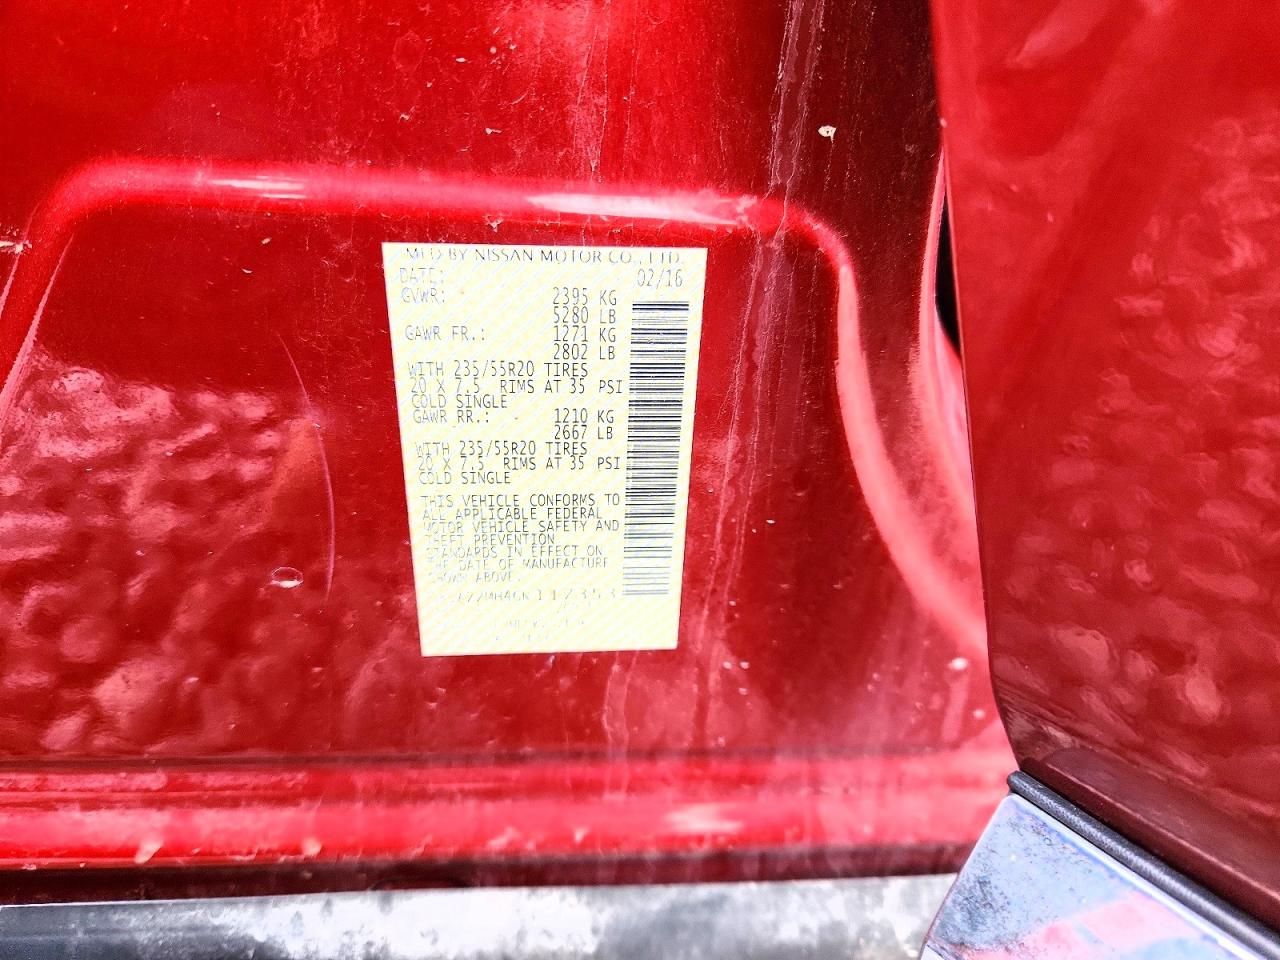 MFD BY NISSAN MOTOR CO., LTD.
DATE: 02/16
GVWR: 2395 KG
5280 LB
GAWR FR.: 1271 KG
2802 LB
WITH 235/55R20 TIRES
20 X 7.5 RIMS AT 35 PSI
COLD SINGLE
GAWR RR.: 1210 KG
2667 LB
WITH 235/55R20 TIRES
20 X 7.5 RIMS AT 35 PSI
COLD SINGLE
THIS VEHICLE CONFORMS TO
ALL APPLICABLE FEDERAL
MOTOR VEHICLE SAFETY AND
THEFT PREVENTION
STANDARDS IN EFFECT ON
THE DATE OF MANUFACTURE
SHOWN ABOVE.